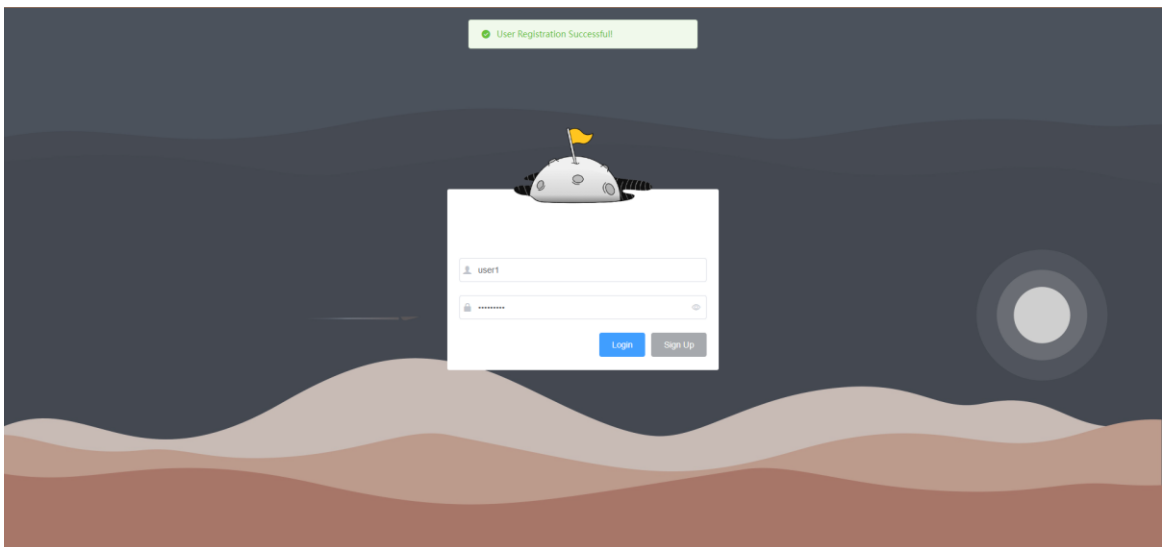 User Registration Successful!
user1
•••••••••
Login
Sign Up